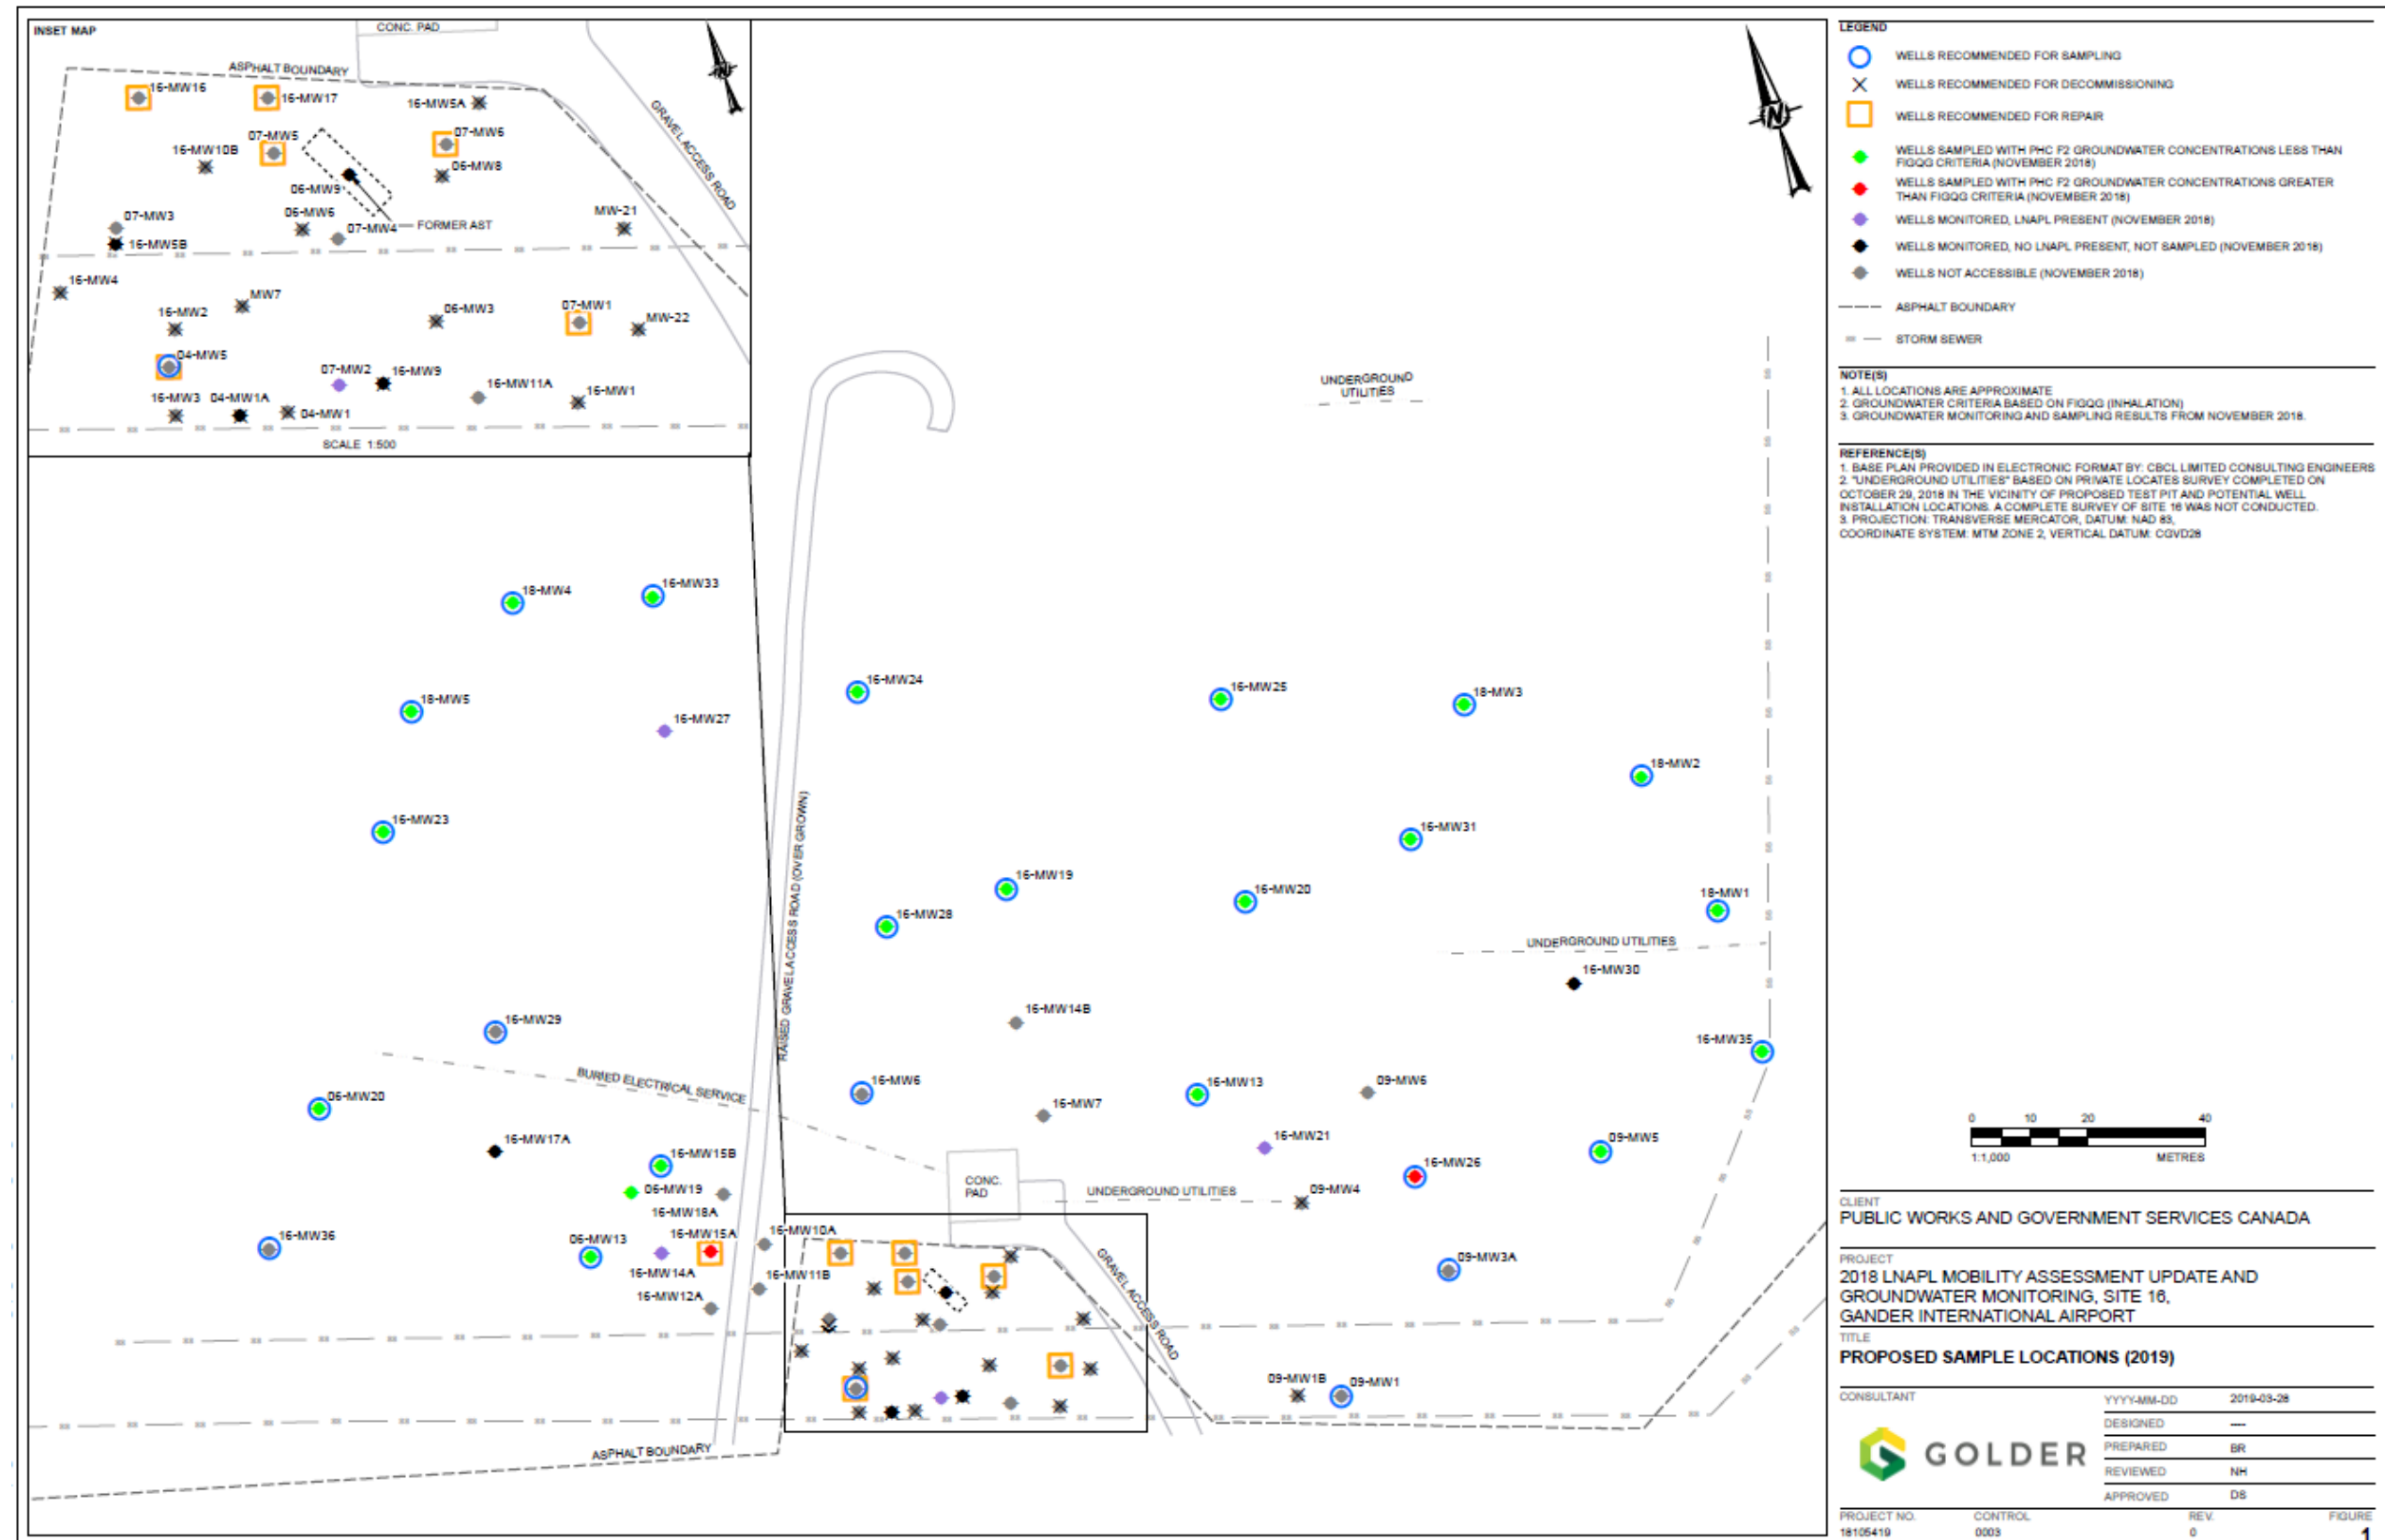 INSET MAP
CONC. PAD
ASPHALT BOUNDARY
16-MW16
16-MW17
16-MW5A
GRAVEL ACCESS ROAD
07-MW5
07-MW6
16-MW10B
06-MW8
06-MW9
07-MW3
06-MW6
07-MW4
FORMER AST
MW-21
16-MW5B
16-MW4
MW7
16-MW2
06-MW3
07-MW1
MW-22
04-MW5
07-MW2
16-MW9
16-MW11A
16-MW1
16-MW3
04-MW1A
04-MW1
SCALE 1:500
N
UNDERGROUND
UTILITIES
18-MW4
16-MW33
16-MW24
16-MW25
18-MW3
18-MW5
16-MW27
18-MW2
16-MW23
16-MW31
RAISED GRAVEL ACCESS ROAD (OVER GROWN)
16-MW19
16-MW20
18-MW1
16-MW28
UNDERGROUND UTILITIES
16-MW30
16-MW29
16-MW14B
16-MW35
BURIED ELECTRICAL SERVICE
06-MW20
16-MW6
16-MW13
09-MW6
16-MW7
16-MW17A
16-MW21
09-MW5
16-MW15B
16-MW26
06-MW19
CONC.
PAD
UNDERGROUND UTILITIES
09-MW4
16-MW18A
16-MW36
06-MW13
16-MW15A
16-MW10A
09-MW3A
16-MW14A
16-MW11B
16-MW12A
GRAVEL ACCESS ROAD
09-MW1B
09-MW1
ASPHALT BOUNDARY
LEGEND
WELLS RECOMMENDED FOR SAMPLING
WELLS RECOMMENDED FOR DECOMMISSIONING
WELLS RECOMMENDED FOR REPAIR
WELLS SAMPLED WITH PHC F2 GROUNDWATER CONCENTRATIONS LESS THAN
FIGQG CRITERIA (NOVEMBER 2018)
WELLS SAMPLED WITH PHC F2 GROUNDWATER CONCENTRATIONS GREATER
THAN FIGQG CRITERIA (NOVEMBER 2018)
WELLS MONITORED, LNAPL PRESENT (NOVEMBER 2018)
WELLS MONITORED, NO LNAPL PRESENT, NOT SAMPLED (NOVEMBER 2018)
WELLS NOT ACCESSIBLE (NOVEMBER 2018)
ASPHALT BOUNDARY
STORM SEWER
NOTE(S)
1. ALL LOCATIONS ARE APPROXIMATE
2. GROUNDWATER CRITERIA BASED ON FIGQG (INHALATION)
3. GROUNDWATER MONITORING AND SAMPLING RESULTS FROM NOVEMBER 2018.
REFERENCE(S)
1. BASE PLAN PROVIDED IN ELECTRONIC FORMAT BY: CBCL LIMITED CONSULTING ENGINEERS
2. "UNDERGROUND UTILITIES" BASED ON PRIVATE LOCATES SURVEY COMPLETED ON
OCTOBER 29, 2018 IN THE VICINITY OF PROPOSED TEST PIT AND POTENTIAL WELL
INSTALLATION LOCATIONS. A COMPLETE SURVEY OF SITE 16 WAS NOT CONDUCTED.
3. PROJECTION: TRANSVERSE MERCATOR, DATUM: NAD 83,
COORDINATE SYSTEM: MTM ZONE 2, VERTICAL DATUM: CGVD28
0 10 20 40
1:1,000 METRES
CLIENT
PUBLIC WORKS AND GOVERNMENT SERVICES CANADA
PROJECT
2018 LNAPL MOBILITY ASSESSMENT UPDATE AND
GROUNDWATER MONITORING, SITE 16,
GANDER INTERNATIONAL AIRPORT
TITLE
PROPOSED SAMPLE LOCATIONS (2019)
CONSULTANT
GOLDER
YYYY-MM-DD 2019-03-28
DESIGNED ----
PREPARED BR
REVIEWED NH
APPROVED DS
PROJECT NO. CONTROL REV. FIGURE
18105419 0003 0 1